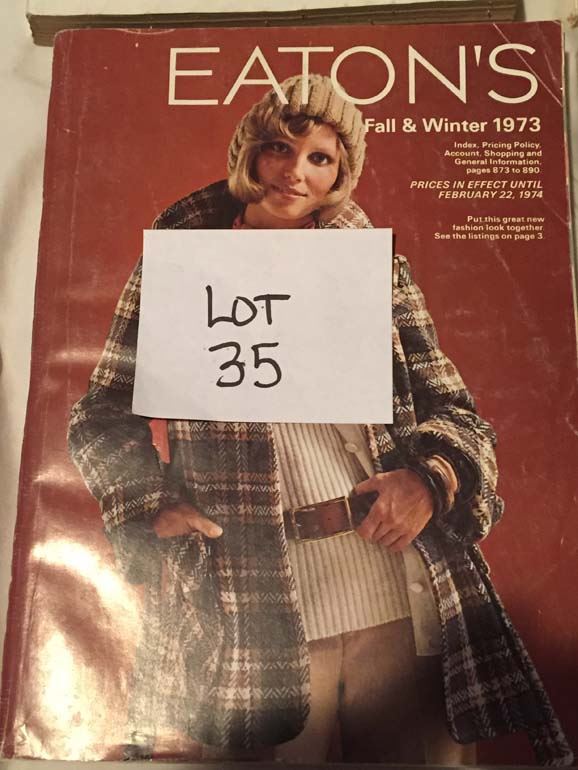 EATON'S
Fall & Winter 1973
Index, Pricing Policy,
Account, Shopping and
General Information,
pages 873 to 890.
PRICES IN EFFECT UNTIL
FEBRUARY 22, 1974
Put this great new
fashion look together
See the listings on page 3.
LOT
35